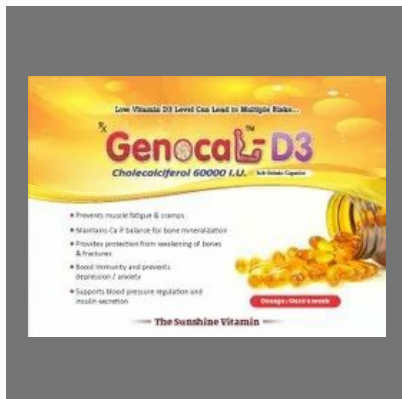 Low Vitamin D3 Level Can Lead to Multiple Risks...
Rx
GenocaL-D3™
Cholecalciferol 60000 I.U. Soft Gelatin Capsules
Prevents muscle fatigue & cramps
Maintains Ca-P balance for bone mineralization
Provides protection from weakening of bones
& fractures
Boost immunity and prevents
depression / anxiety
Supports blood pressure regulation and
insulin secretion
Dosage : Once a week
The Sunshine Vitamin